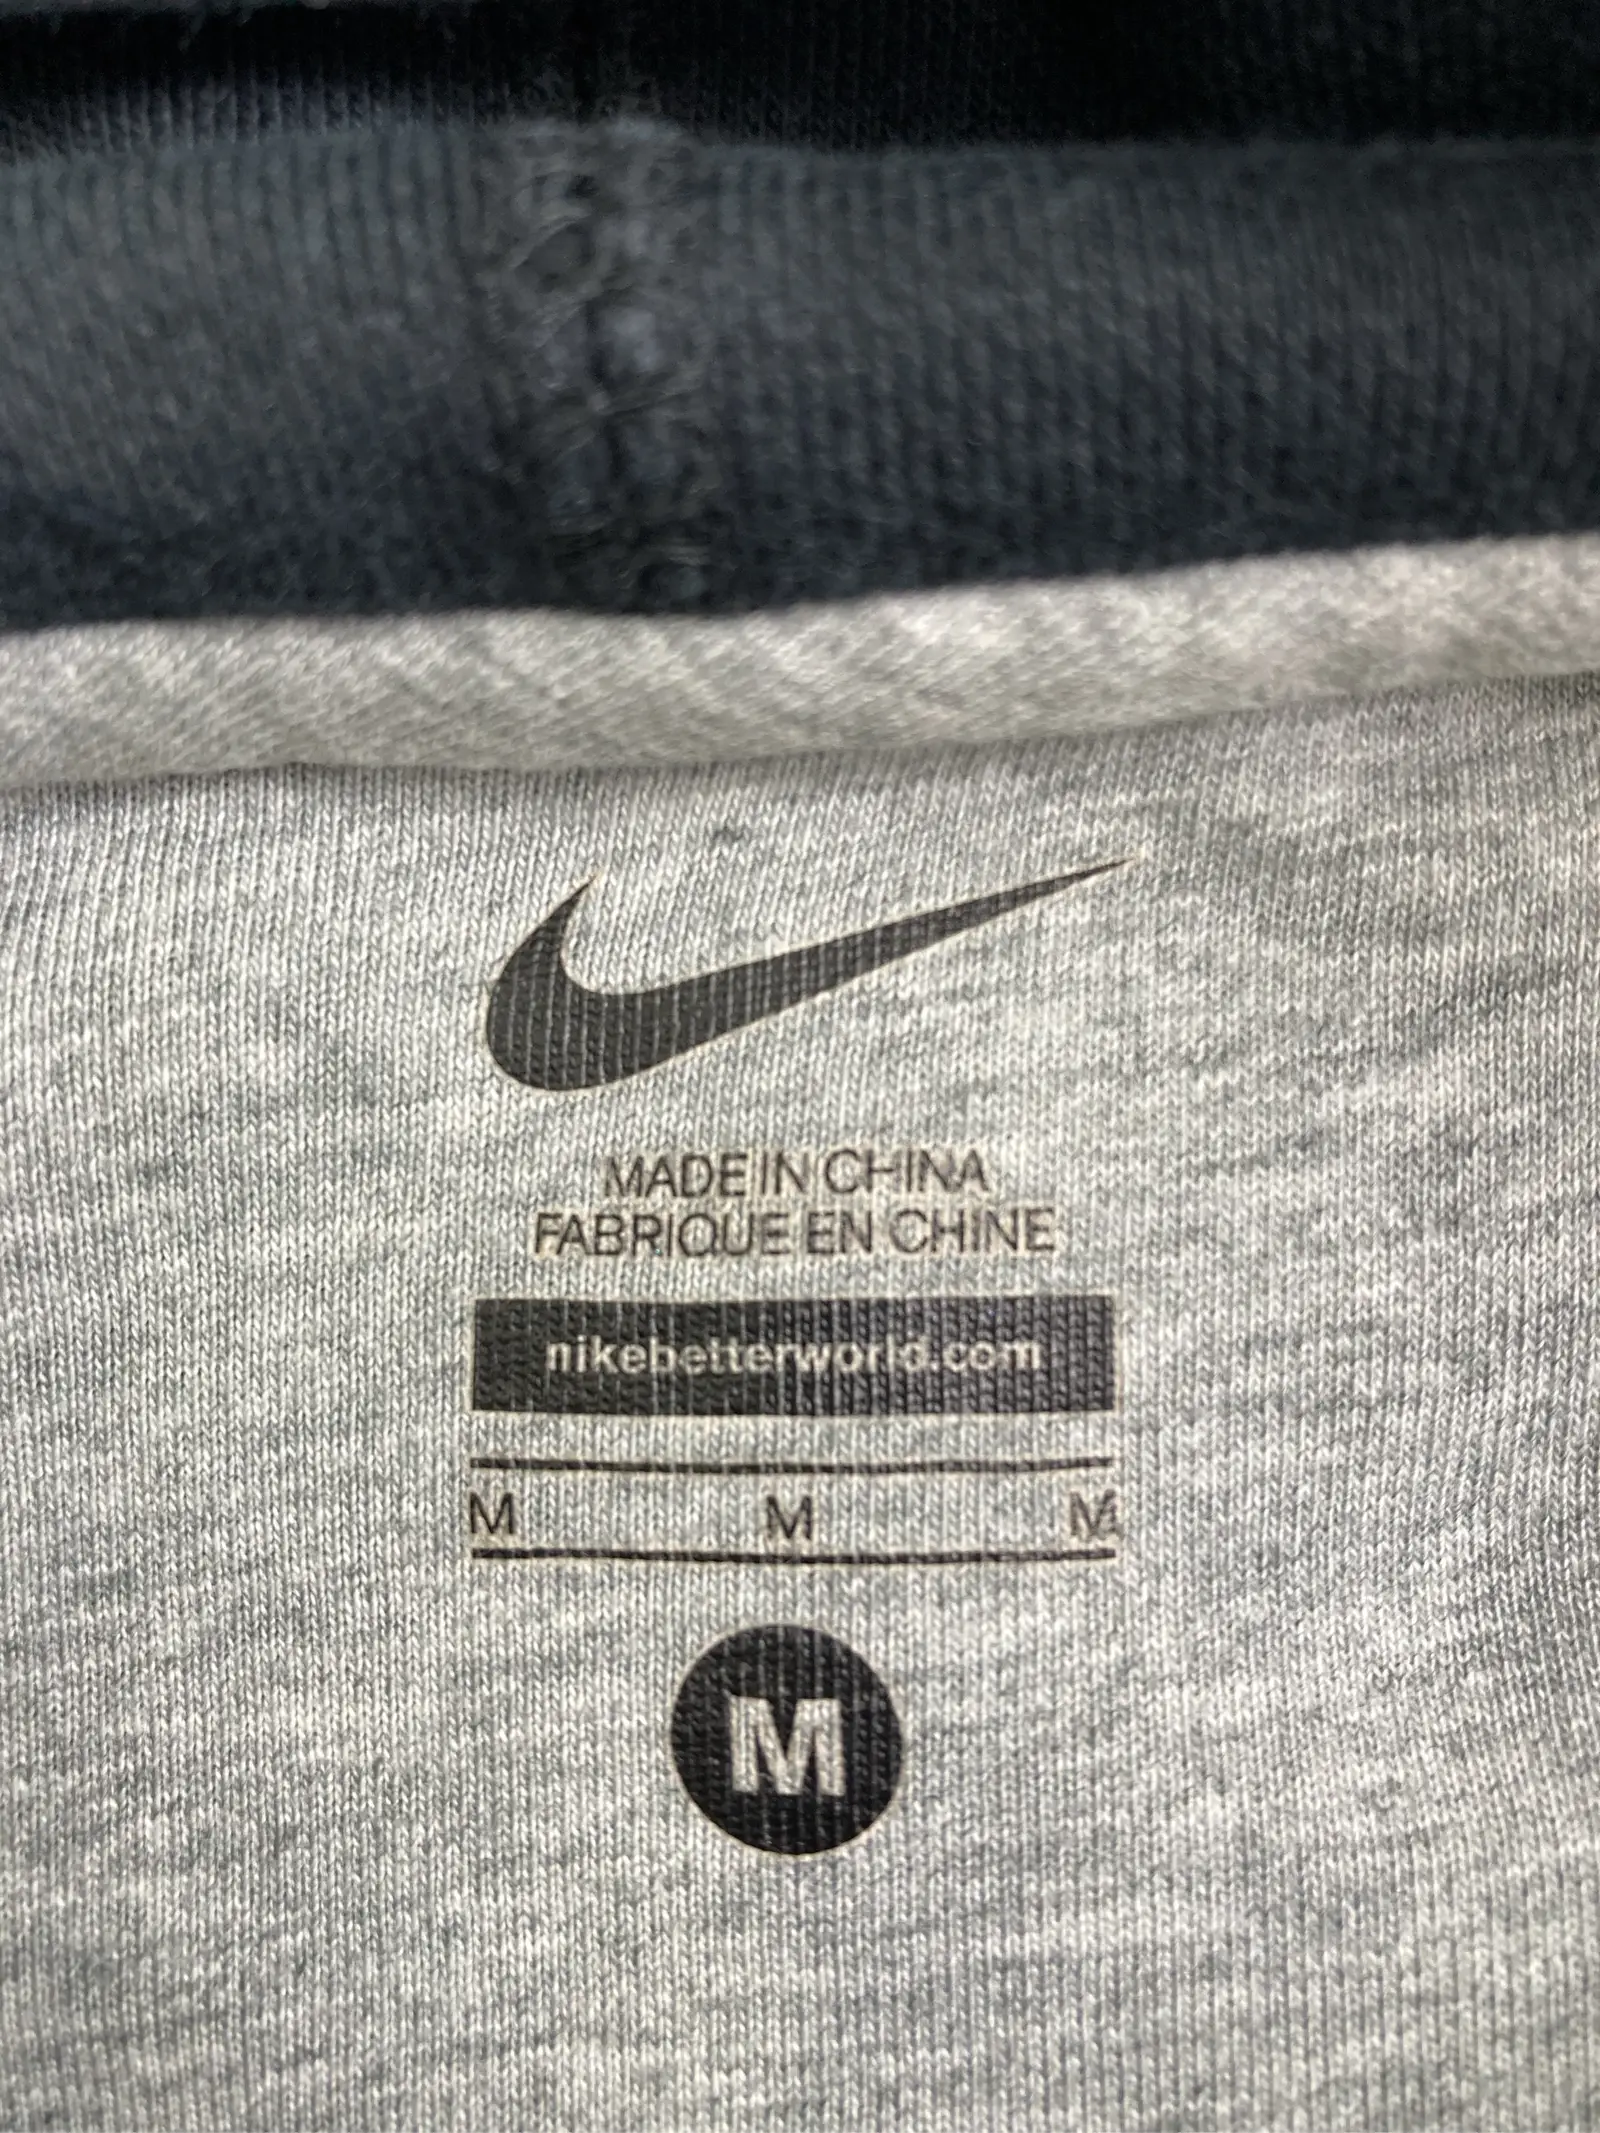 MADE IN CHINA
FABRIQUE EN CHINE
nikebetterworld.com
M M M
M